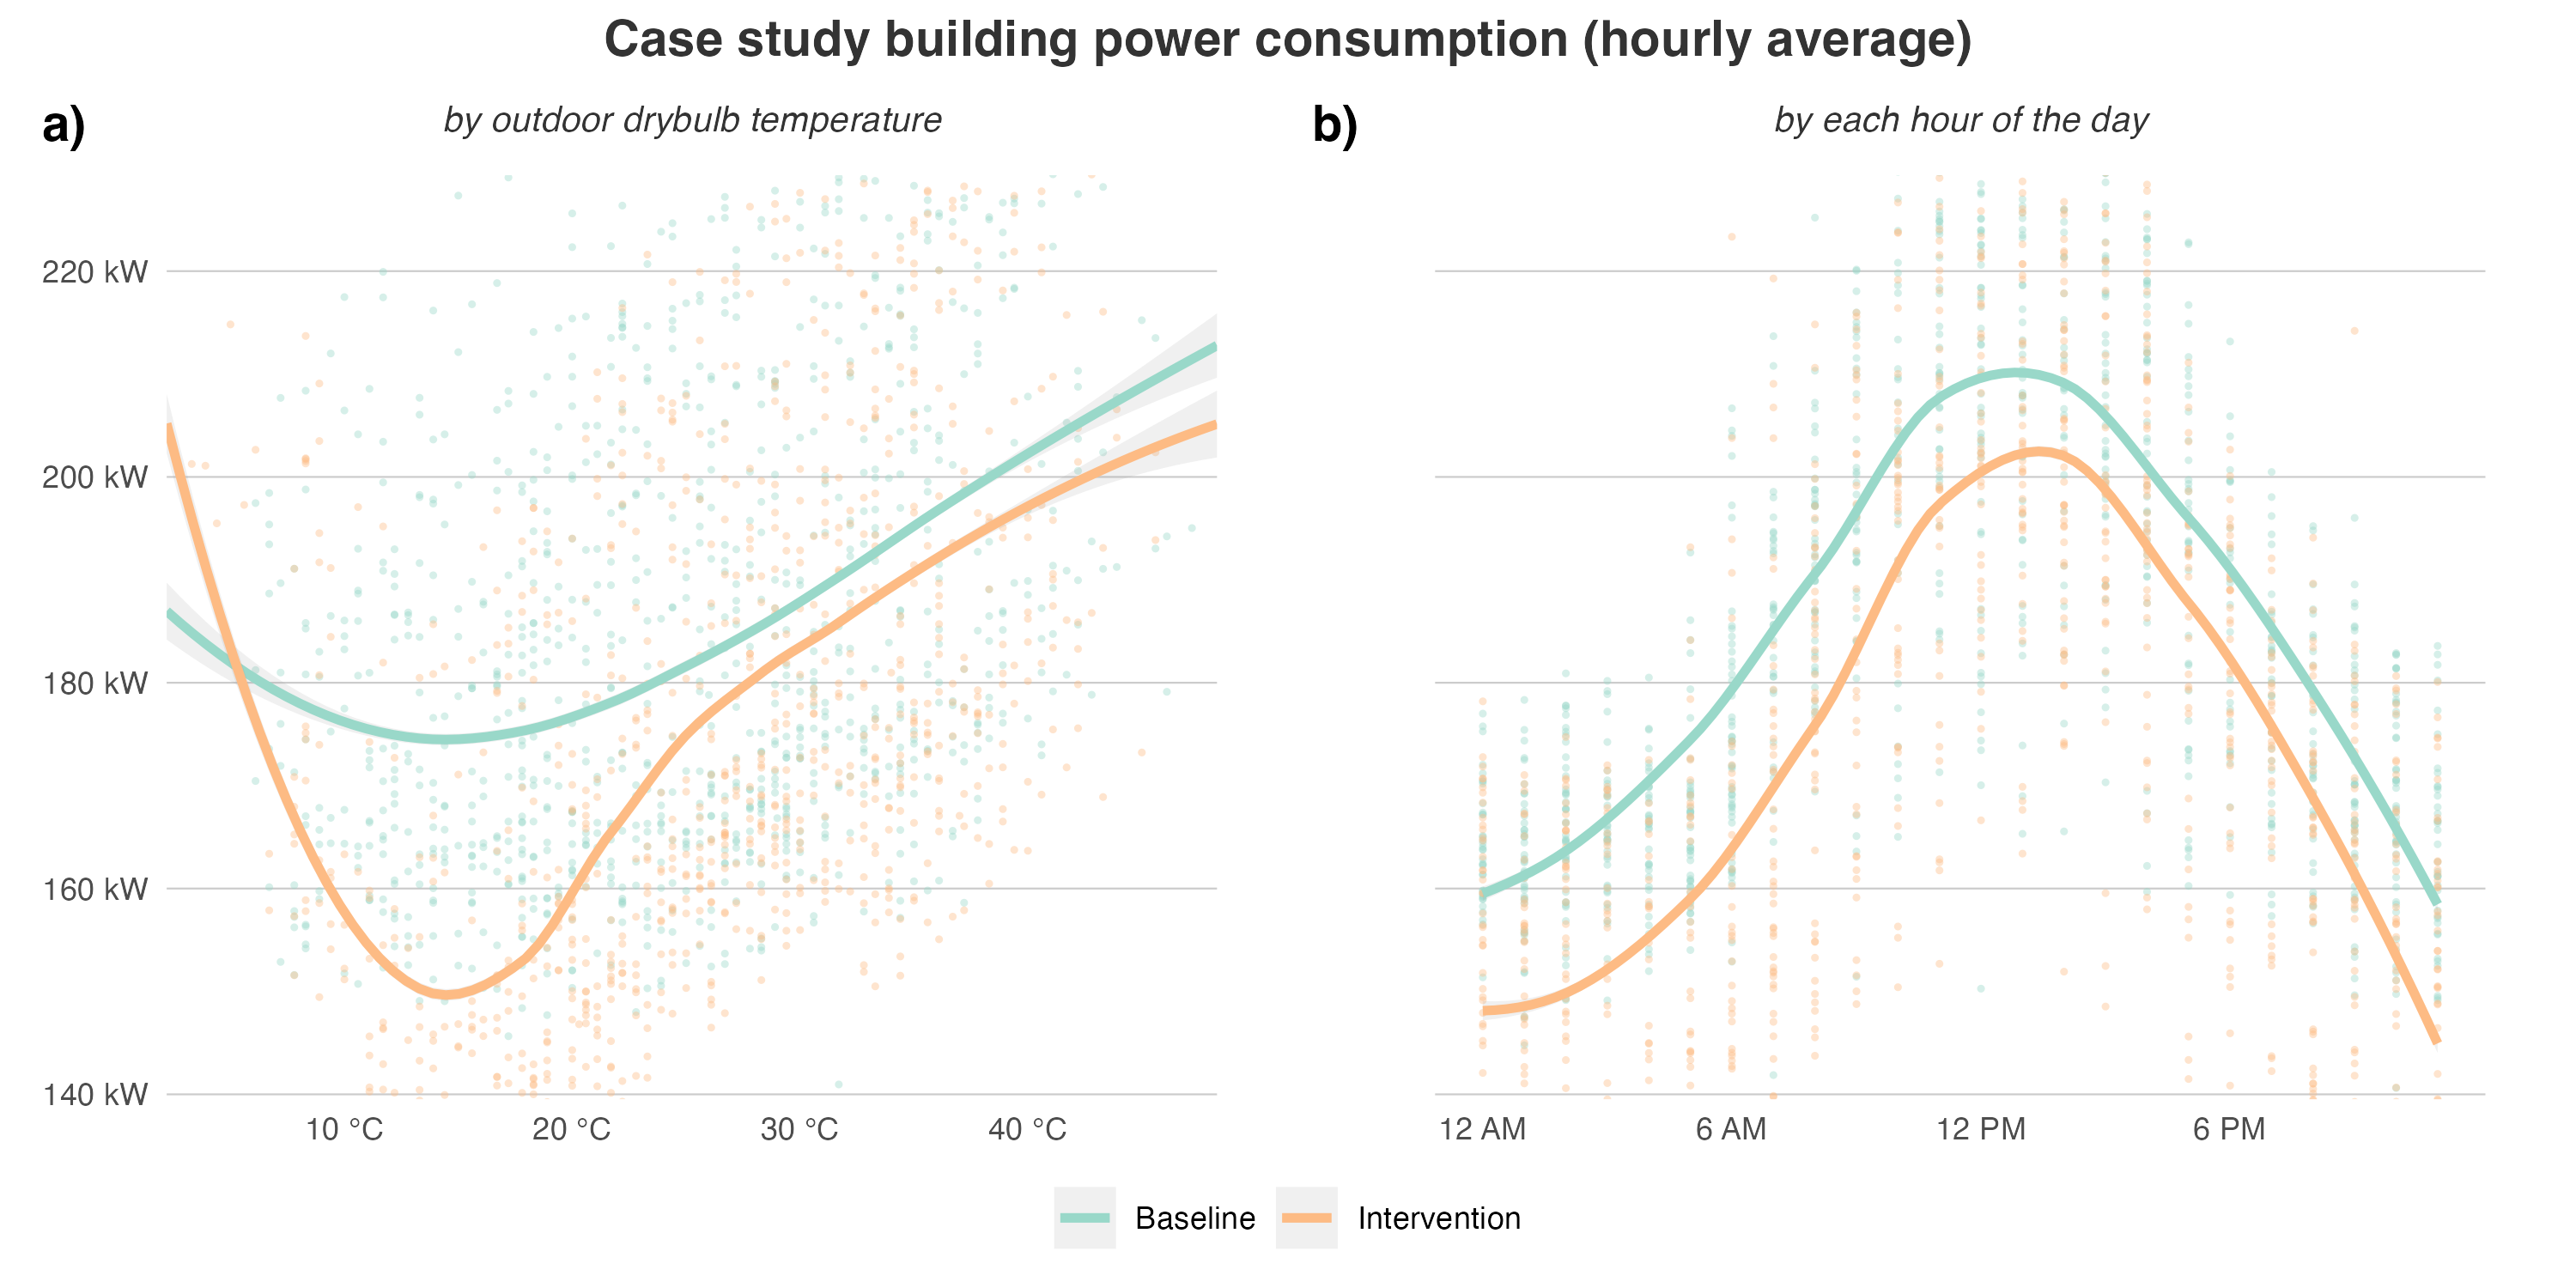 Case study building power consumption (hourly average)
a)
by outdoor drybulb temperature
220 kW
200 kW
180 kW
160 kW
140 kW
10 °C 20 °C 30 °C 40 °C
b)
by each hour of the day
12 AM 6 AM 12 PM 6 PM
Baseline Intervention